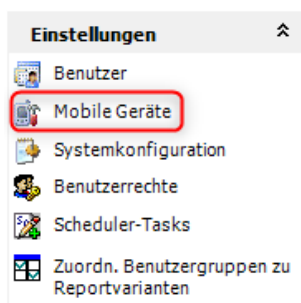 Einstellungen
Benutzer
Mobile Geräte
Systemkonfiguration
Benutzerrechte
Scheduler-Tasks
Zuordn. Benutzergruppen zu
Reportvarianten